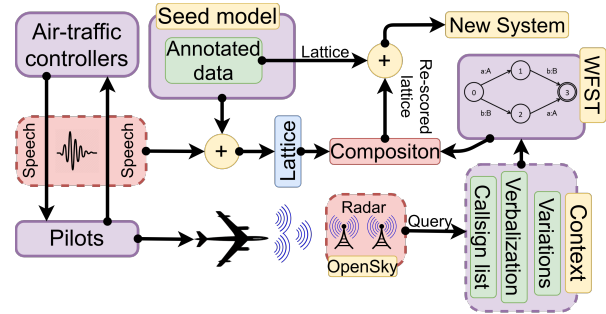 Air-traffic
controllers
Seed model
Annotated
data
Lattice
+
New System
Re-scored
lattice
WFST
a:A
b:B
0
1
2
3
b:B
a:A
Speech
Speech
+
Lattice
Compositon
Pilots
Radar
OpenSky
Query
Callsign list
Verbalization
Variations
Context